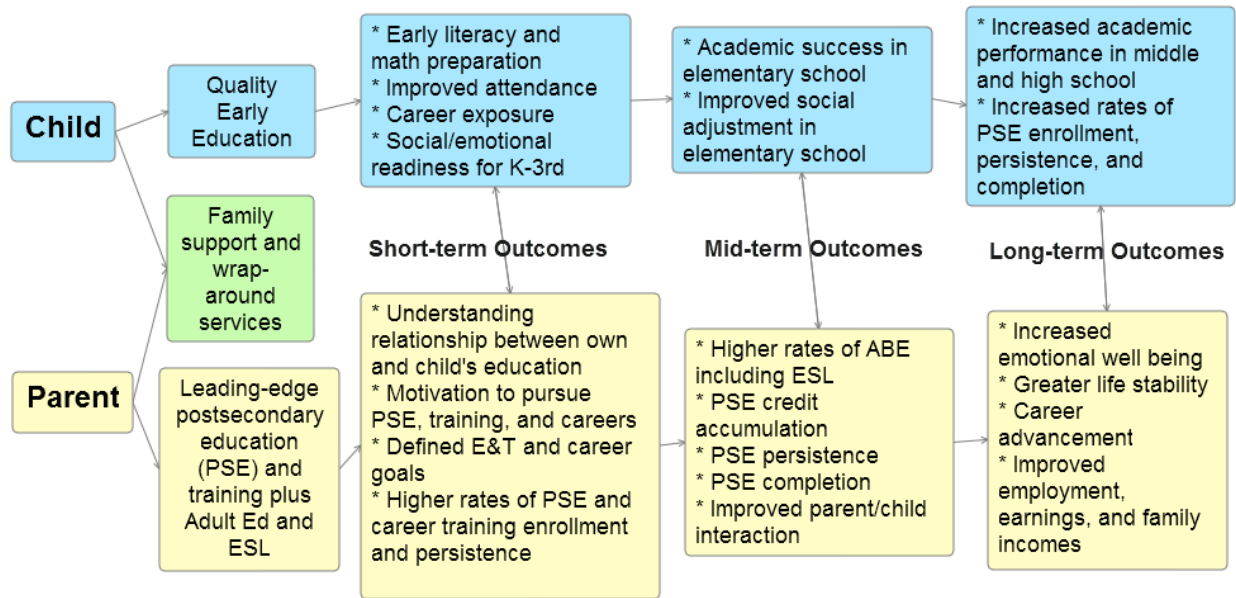 Child
Quality
Early
Education
* Early literacy and
math preparation
* Improved attendance
* Career exposure
* Social/emotional
readiness for K-3rd
* Academic success in
elementary school
* Improved social
adjustment in
elementary school
* Increased academic
performance in middle
and high school
* Increased rates of
PSE enrollment,
persistence, and
completion
Family
support and
wrap-
around
services
Short-term Outcomes
Mid-term Outcomes
Long-term Outcomes
Parent
Leading-edge
postsecondary
education
(PSE) and
training plus
Adult Ed and
ESL
* Understanding
relationship between own
and child's education
* Motivation to pursue
PSE, training, and careers
* Defined E&T and career
goals
* Higher rates of PSE and
career training enrollment
and persistence
* Higher rates of ABE
including ESL
* PSE credit
accumulation
* PSE persistence
* PSE completion
* Improved parent/child
interaction
* Increased
emotional well being
* Greater life stability
* Career
advancement
* Improved
employment,
earnings, and family
incomes